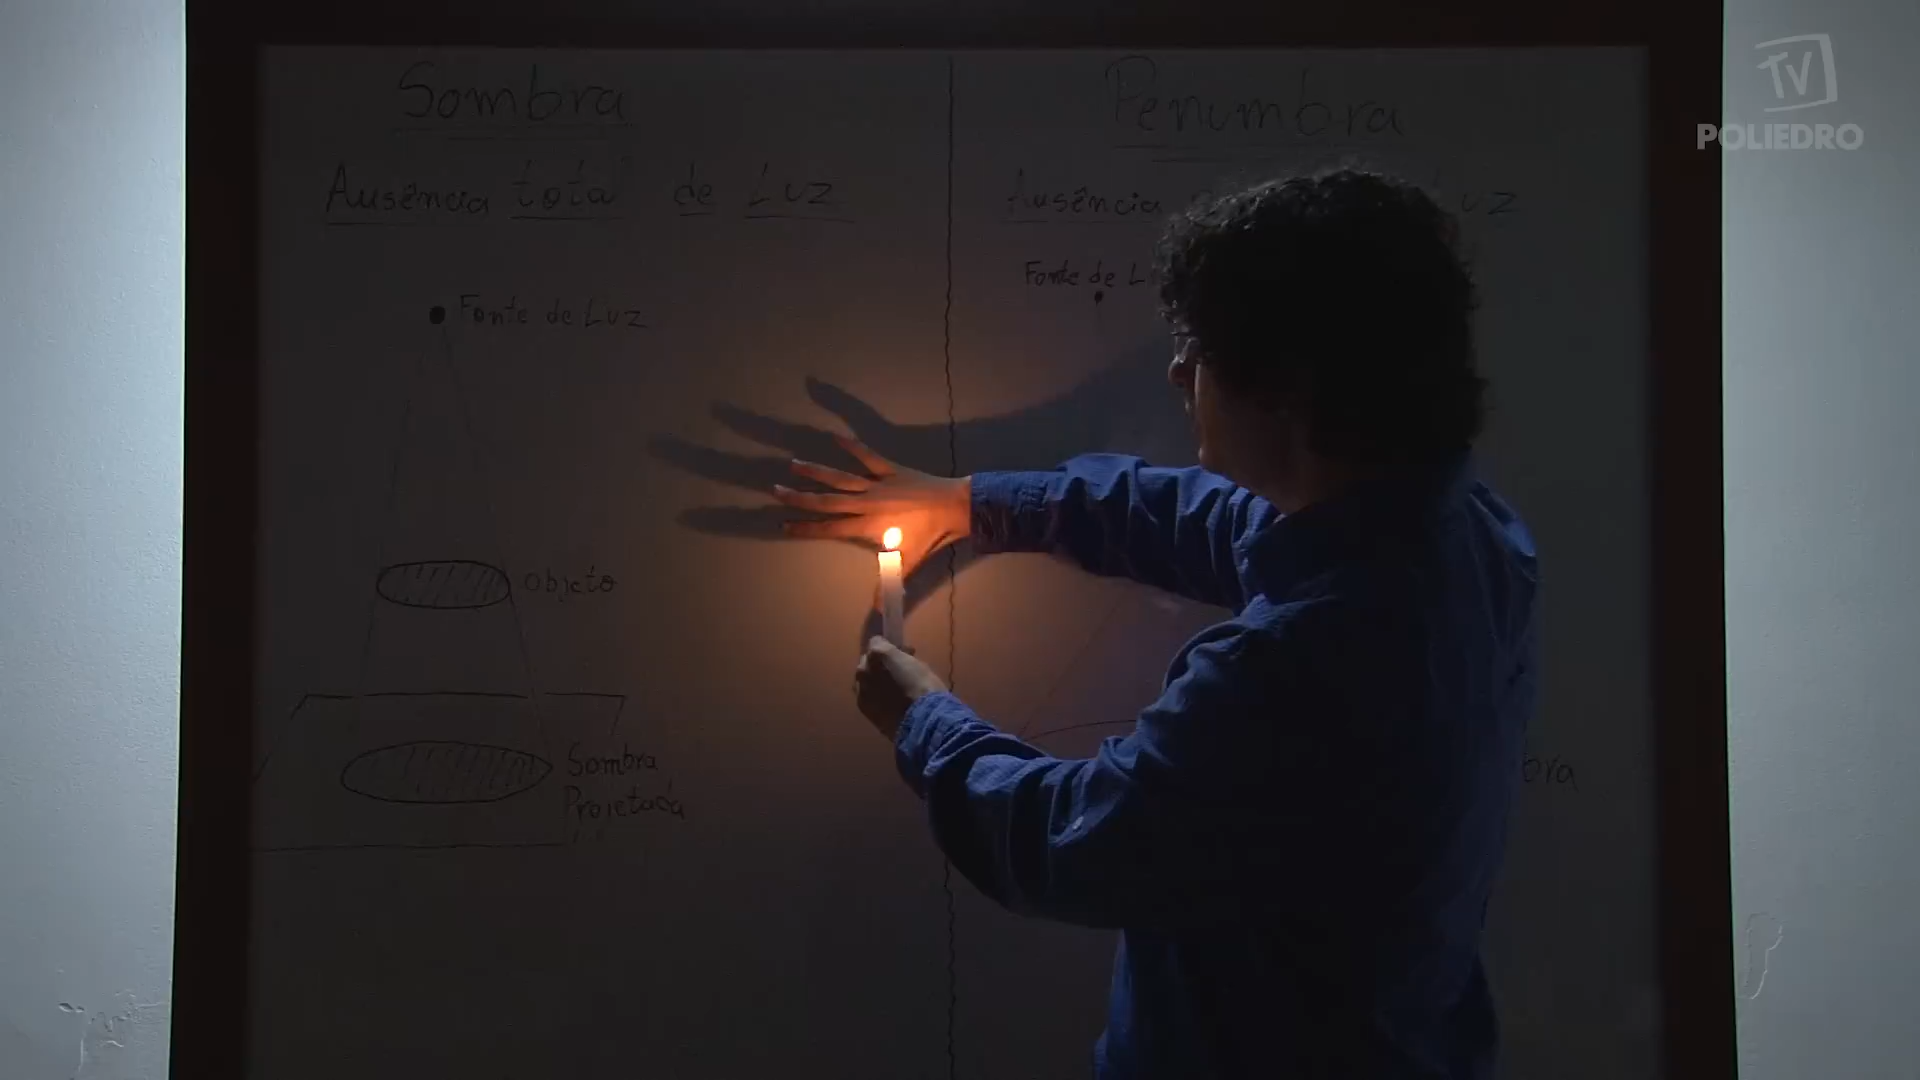 Sombra
Ausência total de Luz
Fonte de Luz
Objeto
Sombra
Projetada
Penumbra
Ausência
Fonte de
TV
POLIEDRO